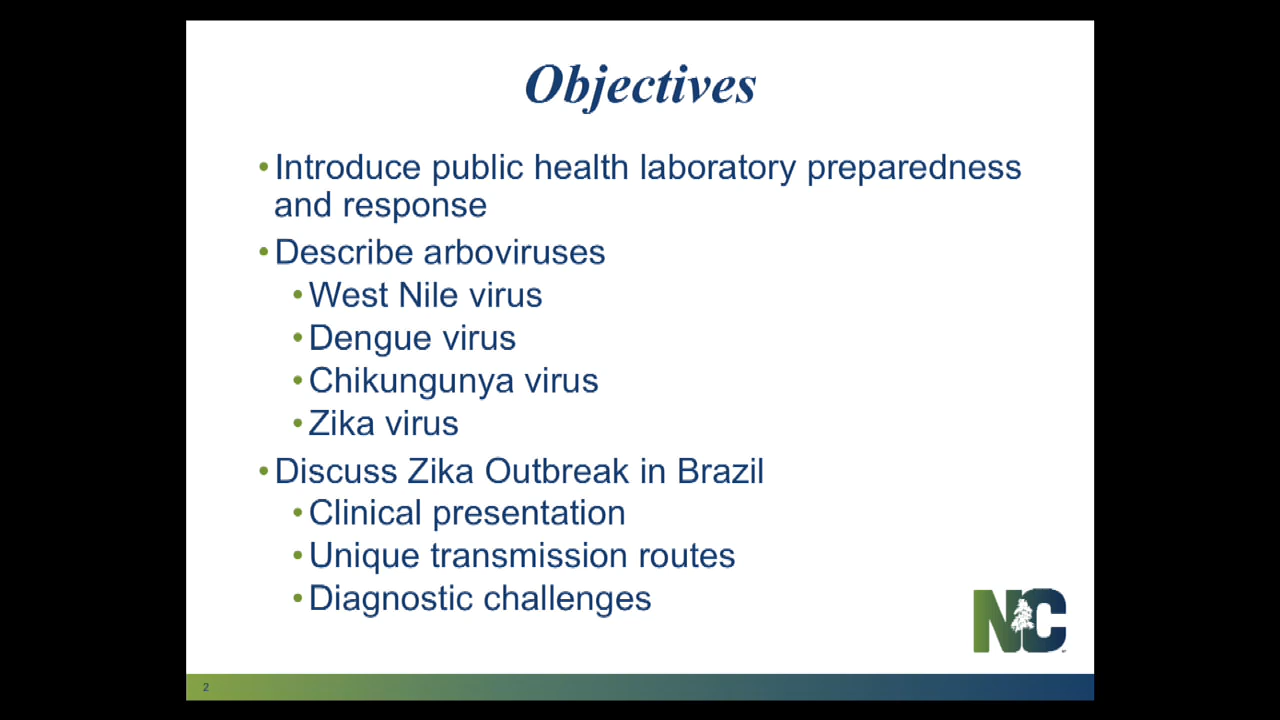 Objectives
•Introduce public health laboratory preparedness
and response
•Describe arboviruses
•West Nile virus
•Dengue virus
•Chikungunya virus
•Zika virus
•Discuss Zika Outbreak in Brazil
•Clinical presentation
•Unique transmission routes
•Diagnostic challenges
NC
2